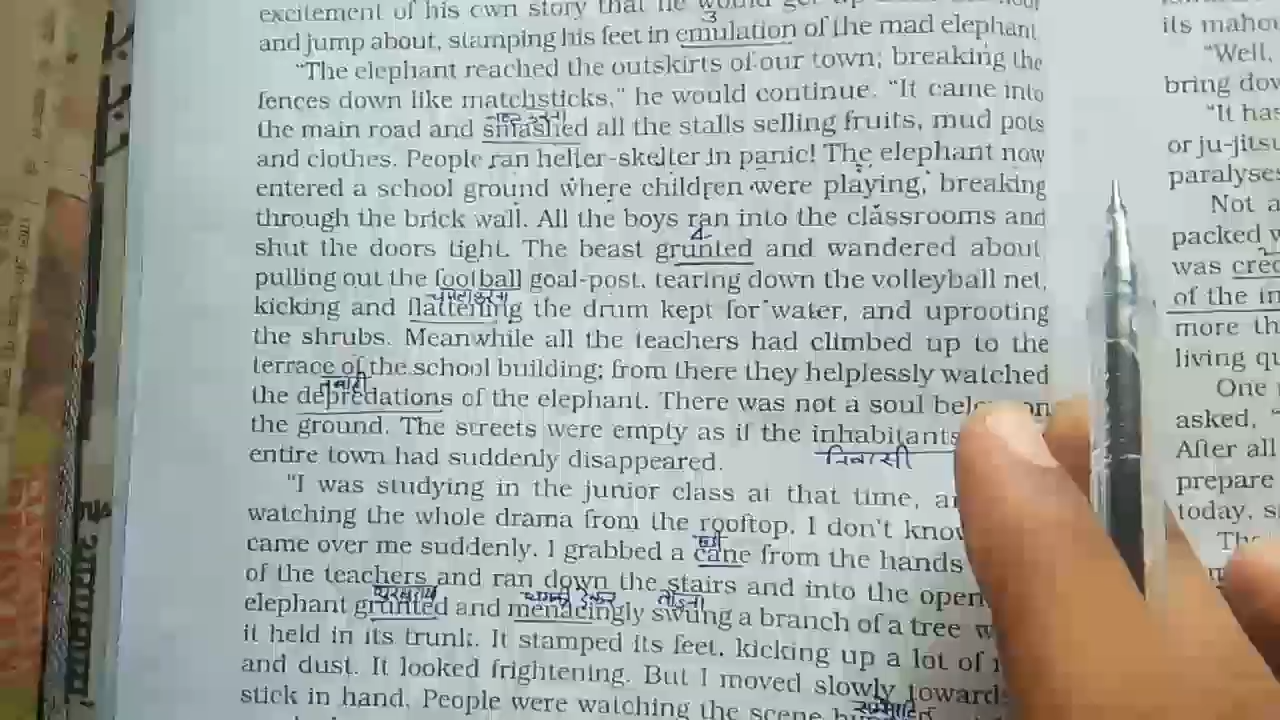 excitement of his own story that he would get up
and jump about, stamping his feet in emulation of the mad elephant
3
"The elephant reached the outskirts of our town; breaking the
fences down like matchsticks," he would continue. "It came into
the main road and smashed all the stalls selling fruits, mud pots
and clothes. People ran helter-skelter in panic! The elephant now
entered a school ground where children were playing, breaking
through the brick wall. All the boys ran into the classrooms and
shut the doors tight. The beast grunted and wandered about
4
pulling out the football goal-post, tearing down the volleyball net,
kicking and flattening the drum kept for water, and uprooting
चपटा करना
the shrubs. Meanwhile all the teachers had climbed up to the
terrace of the school building; from there they helplessly watched
तबाही
the depredations of the elephant. There was not a soul below on
the ground. The streets were empty as if the inhabitants
निवासी
entire town had suddenly disappeared.
"I was studying in the junior class at that time, a
watching the whole drama from the rooftop. I don't know
छड़ी
came over me suddenly. I grabbed a cane from the hands
of the teachers and ran down the stairs and into the open.
elephant grunted and menacingly swung a branch of a tree w
it held in its trunk. It stamped its feet, kicking up a lot of
and dust. It looked frightening. But I moved slowly toward
stick in hand. People were watching the scene
its maho
"Well,
bring dow
"It has
or ju-jitsu
paralyses
Not a
packed w
was cred
of the in
more th
living qu
One
asked, "
After all
prepare
today, s